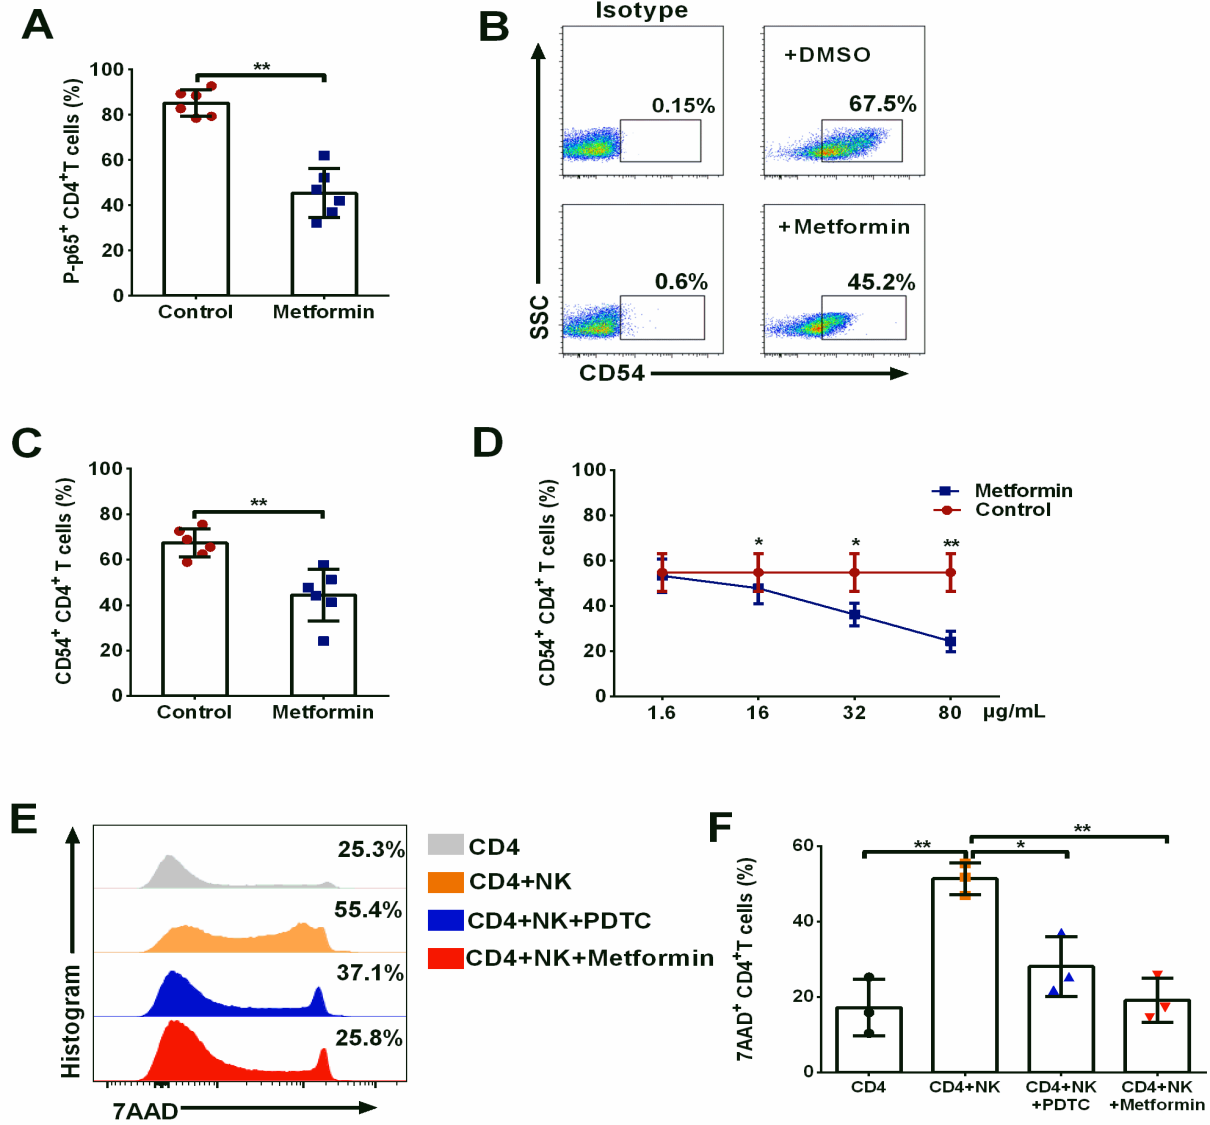 A
100
80
60
40
20
0
P-p65⁺ CD4⁺T cells (%)
**
Control
Metformin
B
Isotype
+DMSO
0.15%
67.5%
+Metformin
0.6%
45.2%
SSC
CD54
C
100
80
60
40
20
0
CD54⁺ CD4⁺ T cells (%)
**
Control
Metformin
D
100
80
60
40
20
0
CD54⁺ CD4⁺ T cells (%)
Metformin
Control
*
*
**
1.6
16
32
80
µg/mL
E
25.3%
55.4%
37.1%
25.8%
Histogram
7AAD
CD4
CD4+NK
CD4+NK+PDTC
CD4+NK+Metformin
F
60
40
20
0
7AAD⁺ CD4⁺T cells (%)
**
*
**
CD4
CD4+NK
CD4+NK
+PDTC
CD4+NK
+Metformin